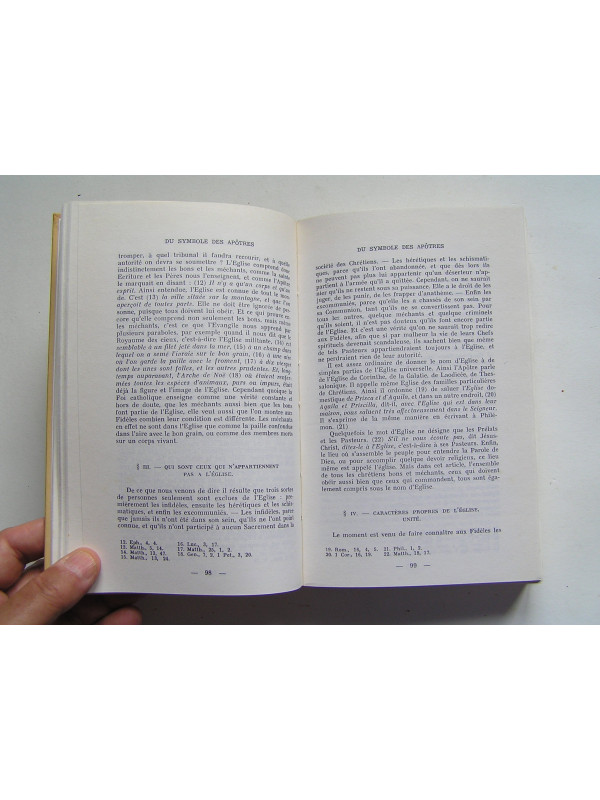 DU SYMBOLE DES APÔTRES
tromper, à quel tribunal il faudra recourir, et à quelle
autorité on devra se soumettre ? L'Eglise comprend donc
indistinctement les bons et les méchants, comme la sainte
Ecriture et les Pères nous l'enseignent, et comme l'Apôtre
le marquait en disant : (12) Il n'y a qu'un corps et qu'un
esprit. Ainsi entendue, l'Eglise est connue de tout le mon-
de. C'est (13) la ville située sur la montagne, et que l'on
aperçoit de toutes parts. Elle ne doit être ignorée de per-
sonne, puisque tous doivent lui obéir. Et ce qui prouve en-
core qu'elle comprend non seulement les bons, mais même
les méchants, c'est que l'Evangile nous apprend par
plusieurs paraboles, par exemple quand il nous dit que le
Royaume des cieux, c'est-à-dire l'Eglise militante, (14) est
semblable à un filet jeté dans la mer, (15) à un champ dans
lequel on a semé l'ivraie sur le bon grain, (16) à une aire
où l'on garde la paille avec le froment, (17) à dix vierges
dont les unes sont folles, et les autres prudentes. Et long-
temps auparavant, l'Arche de Noé (18) où étaient renfer-
mées toutes les espèces d'animaux, purs ou impurs, était
déjà la figure et l'image de l'Eglise. Cependant quoique la
Foi catholique enseigne comme une vérité constante et
hors de doute, que les méchants aussi bien que les bons
font partie de l'Eglise, elle veut aussi que l'on montre aux
Fidèles combien leur condition est différente. Les méchants
en effet ne sont dans l'Eglise que comme la paille confondue
dans l'aire avec le bon grain, ou comme des membres morts
sur un corps vivant.
§ III. — QUI SONT CEUX QUI N'APPARTIENNENT
PAS A L'ÉGLISE.
De ce que nous venons de dire il résulte que trois sortes
de personnes seulement sont exclues de l'Eglise : pre-
mièrement les infidèles, ensuite les hérétiques et les schis-
matiques, et enfin les excommuniés. — Les infidèles, parce
que jamais ils n'ont été dans son sein, qu'ils ne l'ont point
connue, et qu'ils n'ont participé à aucun Sacrement dans la
12. Eph., 4, 4.
13. Matth., 5, 14.
14. Matth., 13, 47.
15. Matth., 13, 24.
16. Luc., 3, 17.
17. Matth., 25, 1, 2.
18. Gen., 7, 2. 1 Pet., 3, 20.
— 98 —
DU SYMBOLE DES APÔTRES
société des Chrétiens. — Les hérétiques et les schisma-
tiques, parce qu'ils l'ont abandonnée, et que dès lors ils
ne peuvent pas plus lui appartenir qu'un déserteur n'ap-
partient à l'armée qu'il a quittée. Cependant, on ne saurait
nier qu'ils ne restent sous sa puissance. Elle a le droit de les
juger, de les punir, de les frapper d'anathème. — Enfin les
excommuniés, parce qu'elle les a chassés de son sein par
sa Communion, tant qu'ils ne se convertissent pas. Pour
tous les autres, quelque méchants et quelque criminels
qu'ils soient, il n'est pas douteux qu'ils font encore partie
de l'Eglise. Et c'est une vérité qu'on ne saurait trop redire
aux Fidèles, afin que si par malheur la vie de leurs Chefs
spirituels devenait scandaleuse, ils sachent bien que même
de tels Pasteurs appartiendraient toujours à l'Eglise, et
ne perdraient rien de leur autorité.
Il est assez ordinaire de donner le nom d'Eglise à de
simples parties de l'Eglise universelle. Ainsi l'Apôtre parle
de l'Eglise de Corinthe, de la Galatie, de Laodicée, de Thes-
salonique. Il appelle même Eglise des familles particulières
de Chrétiens. Ainsi il ordonne (19) de saluer l'Eglise do-
mestique de Prisca et d'Aquila, et dans un autre endroit, (20)
Aquila et Priscilla, dit-il, avec l'Eglise qui est dans leur
maison, vous saluent très affectueusement dans le Seigneur.
Il s'exprime de la même manière en écrivant à Phile-
mon. (21)
Quelquefois le mot d'Eglise ne désigne que les Prélats
et les Pasteurs. (22) S'il ne vous écoute pas, dit Jésus-
Christ, dites-le à l'Eglise, c'est-à-dire à ses Pasteurs. Enfin,
le lieu où s'assemble le peuple pour entendre la Parole de
Dieu, ou pour accomplir quelque devoir religieux, ce lieu
même est appelé l'Eglise. Mais dans cet article, l'ensemble
de tous les chrétiens bons et méchants, ceux qui doivent
obéir aussi bien que ceux qui commandent, tous sont égale-
ment compris sous le nom d'Eglise.
§ IV. — CARACTÈRES PROPRES DE L'ÉGLISE.
UNITÉ.
Le moment est venu de faire connaître aux Fidèles les
19. Rom., 16, 4, 5.
20. 1 Cor., 16, 19.
21. Phil., 1, 2.
22. Matth., 18, 17.
— 99 —